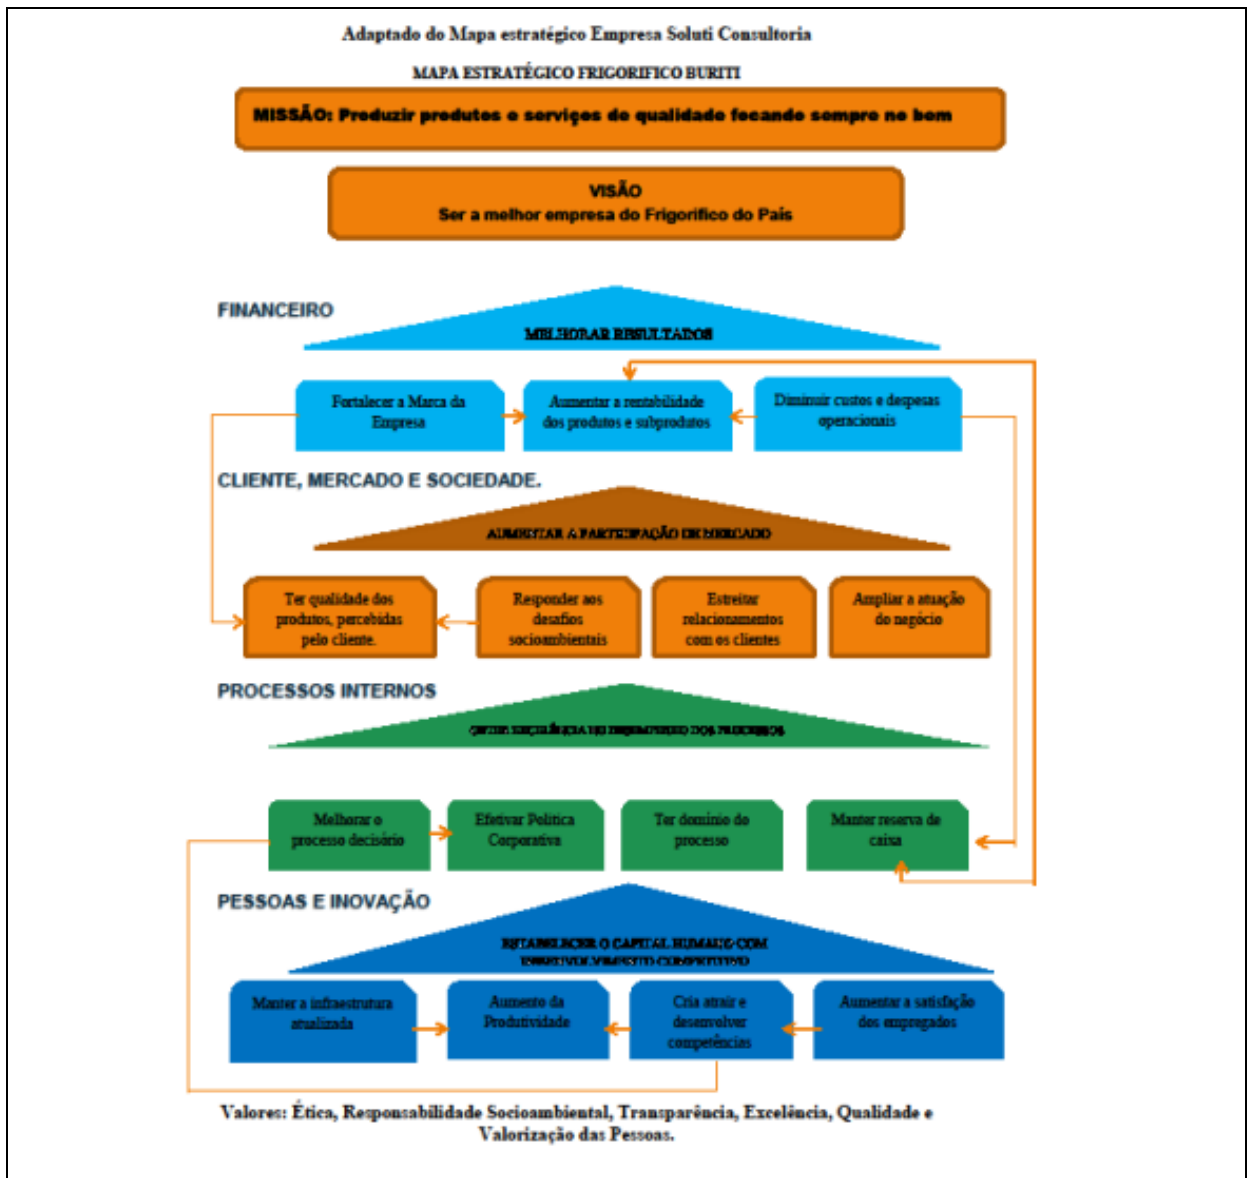 Adaptado do Mapa estratégico Empresa Soluti Consultoria
MAPA ESTRATÉGICO FRIGORIFICO BURITI
MISSÃO: Produzir produtos e serviços de qualidade focando sempre no bem
VISÃO
Ser a melhor empresa do Frigorífico do País
FINANCEIRO
MELHORAR RESULTADOS
Fortalecer a Marca da
Empresa
Aumentar a rentabilidade
dos produtos e subprodutos
Diminuir custos e despesas
operacionais
CLIENTE, MERCADO E SOCIEDADE.
AUMENTAR A PARTICIPAÇÃO DE MERCADO
Ter qualidade dos
produtos, percebidas
pelo cliente.
Responder aos
desafios
socioambientais
Estreitar
relacionamentos
com os clientes
Ampliar a atuação
do negócio
PROCESSOS INTERNOS
DOS PROCESSOS
Melhorar o
processo decisório
Efetivar Política
Corporativa
Ter domínio do
processo
Manter reserva de
caixa
PESSOAS E INOVAÇÃO
ESTABELECER O CAPITAL HUMANO COM
DESENVOLVIMENTO COMPETITIVO
Manter a infraestrutura
atualizada
Aumento da
Produtividade
Cria atrair e
desenvolver
competências
Aumentar a satisfação
dos empregados
Valores: Ética, Responsabilidade Socioambiental, Transparência, Excelência, Qualidade e
Valorização das Pessoas.